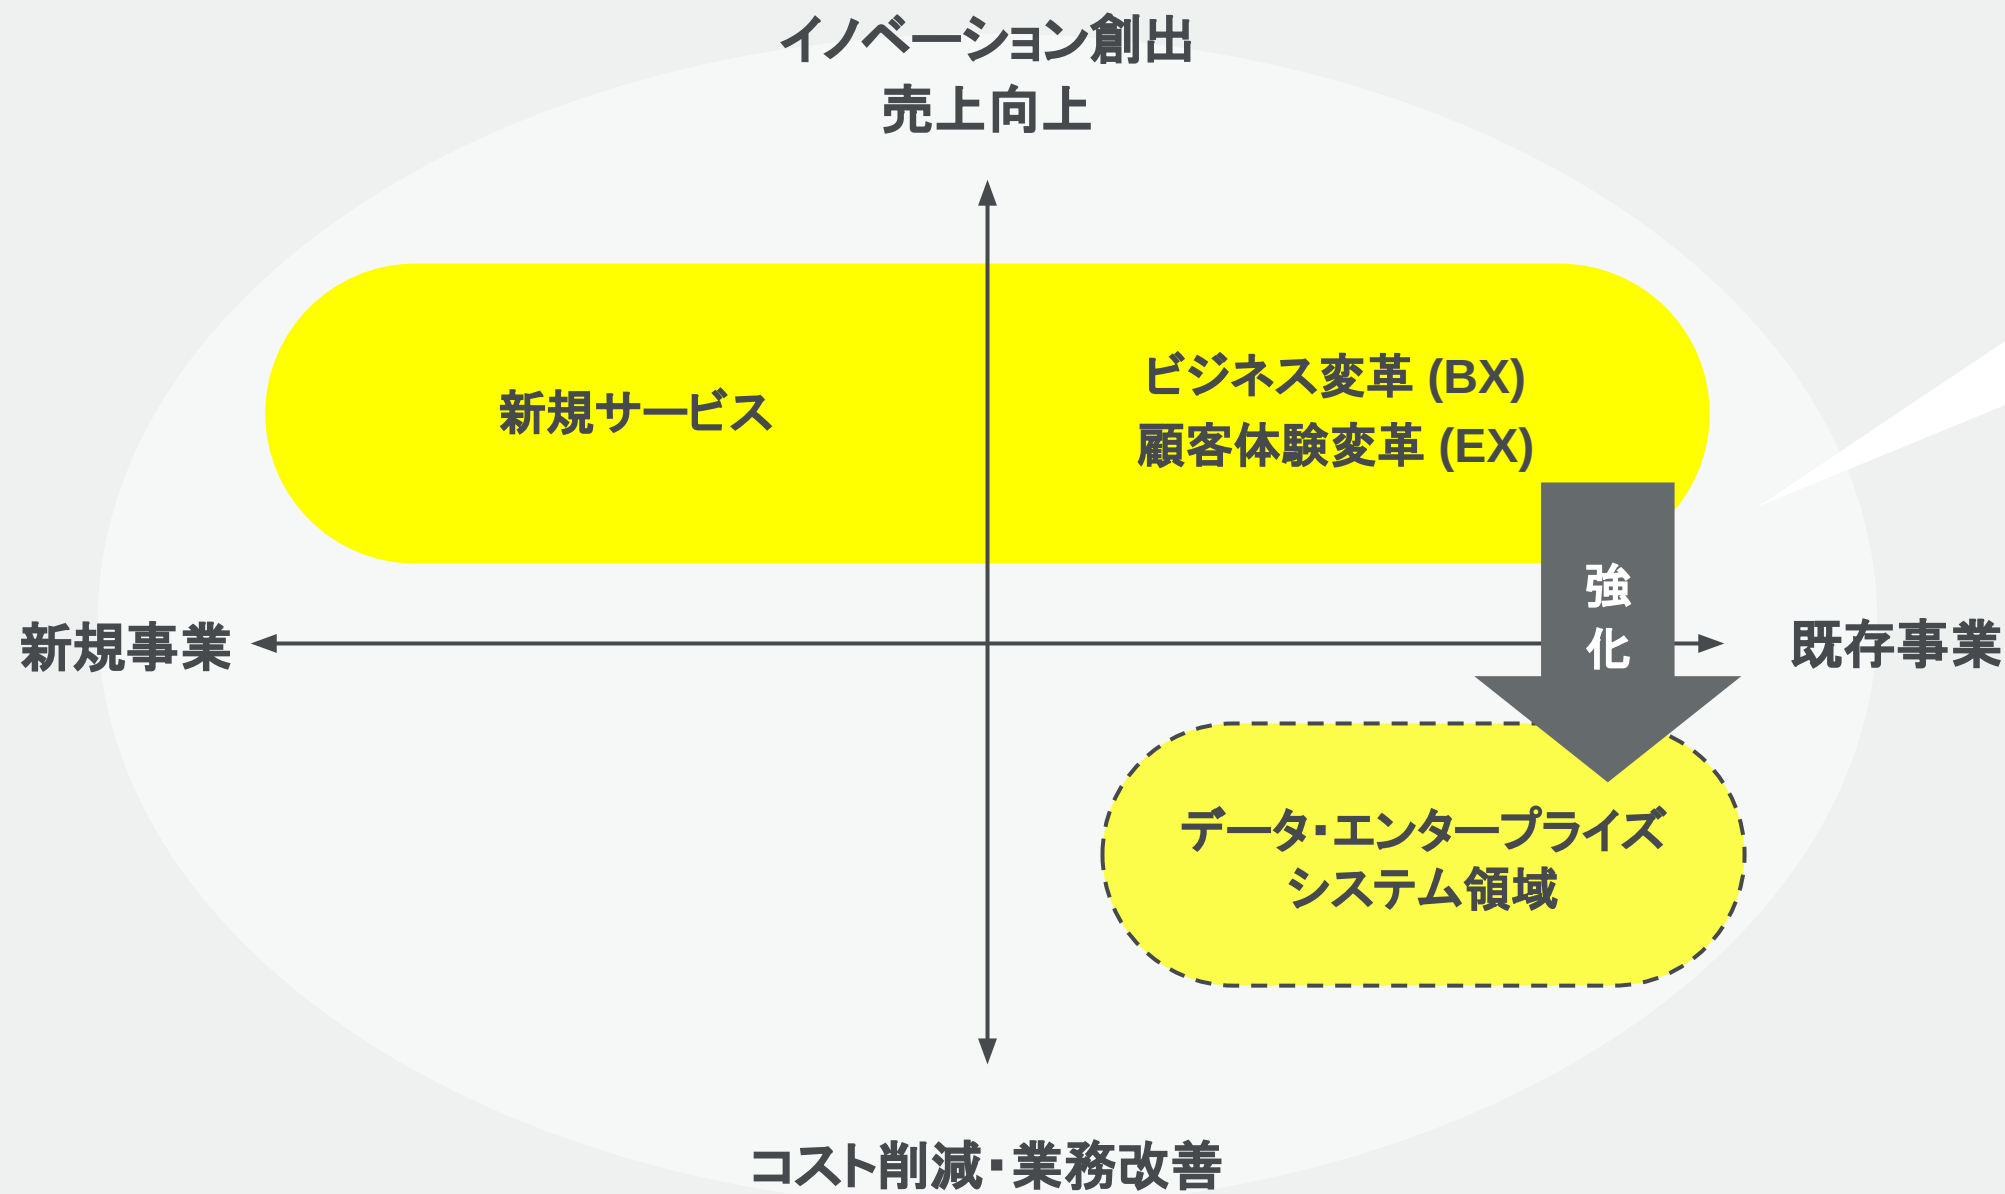 イノベーション創出
売上向上
新規サービス
ビジネス変革 (BX)
顧客体験変革 (EX)
強
化
新規事業
既存事業
データ・エンタープライズ
システム領域
コスト削減・業務改善